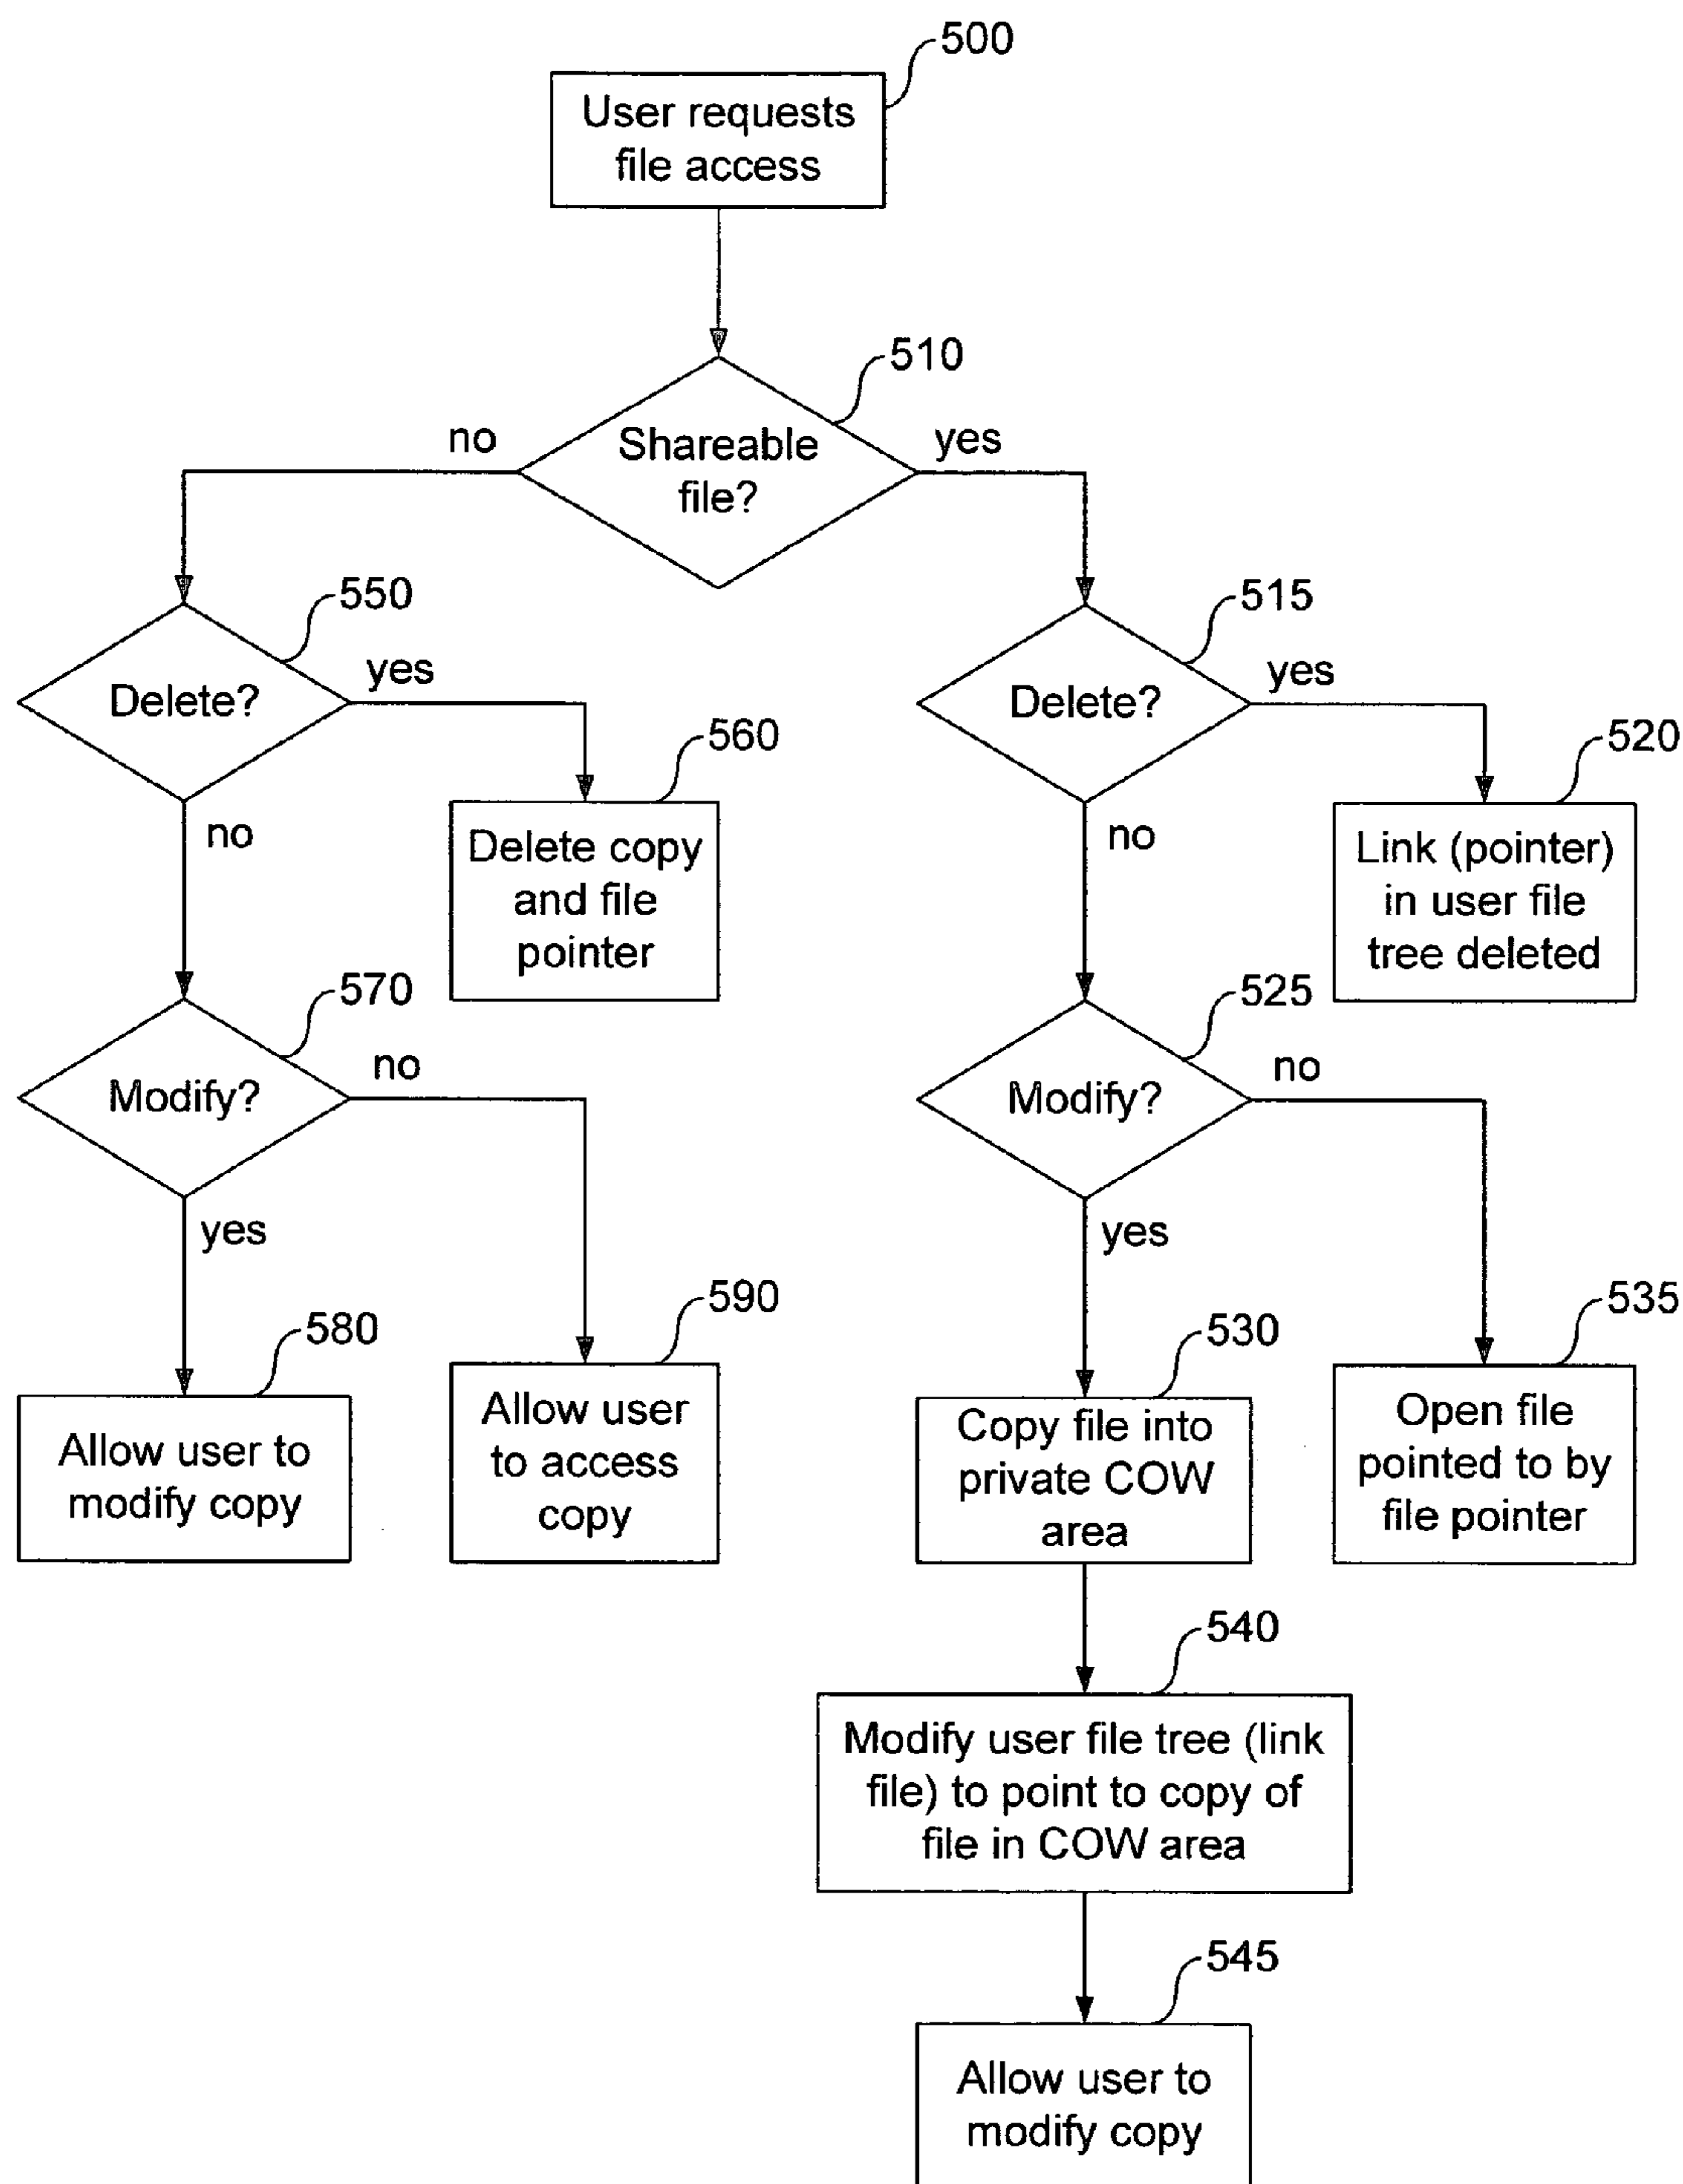 500
User requests
file access
510
no
Shareable
file?
yes
550
515
Delete?
yes
Delete?
yes
560
520
no
Delete copy
and file
pointer
no
Link (pointer)
in user file
tree deleted
570
525
Modify?
no
Modify?
no
yes
yes
580
590
530
535
Allow user to
modify copy
Allow user
to access
copy
Copy file into
private COW
area
Open file
pointed to by
file pointer
540
Modify user file tree (link
file) to point to copy of
file in COW area
545
Allow user to
modify copy